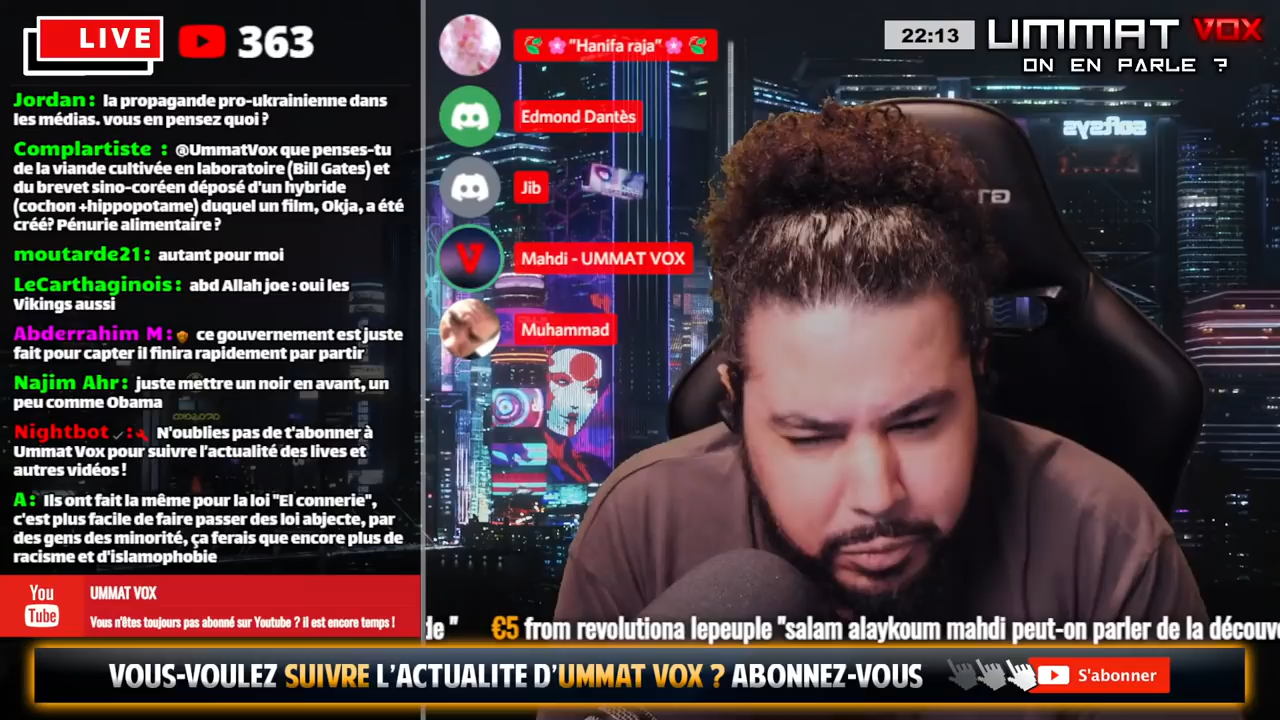 LIVE
363
Jordan : la propagande pro-ukrainienne dans
les médias. vous en pensez quoi ?
Complartiste : @UmmatVox que penses-tu
de la viande cultivée en laboratoire (Bill Gates) et
du brevet sino-coréen déposé d'un hybride
(cochon +hippopotame) duquel un film, Okja, a été
créé? Pénurie alimentaire ?
moutarde21 : autant pour moi
LeCarthaginois : abd Allah joe : oui les
Vikings aussi
Abderrahim M : ce gouvernement est juste
fait pour capter il finira rapidement par partir
Najim Ahr : juste mettre un noir en avant, un
peu comme Obama
Nightbot : N'oublies pas de t'abonner à
Ummat Vox pour suivre l'actualité des lives et
autres vidéos !
A : Ils ont fait la même pour la loi "El connerie",
c'est plus facile de faire passer des loi abjecte, par
des gens des minorité, ça ferais que encore plus de
racisme et d'islamophobie
You
Tube
UMMAT VOX
Vous n'êtes toujours pas abonné sur Youtube ? il est encore temps !
"Hanifa raja"
Edmond Dantès
Jib
Mahdi - UMMAT VOX
Muhammad
22:13
UMMAT VOX
ON EN PARLE ?
de " €5 from revolutiona lepeuple "salam alaykoum mahdi peut-on parler de la découve
VOUS-VOULEZ SUIVRE L'ACTUALITE D'UMMAT VOX ? ABONNEZ-VOUS
S'abonner